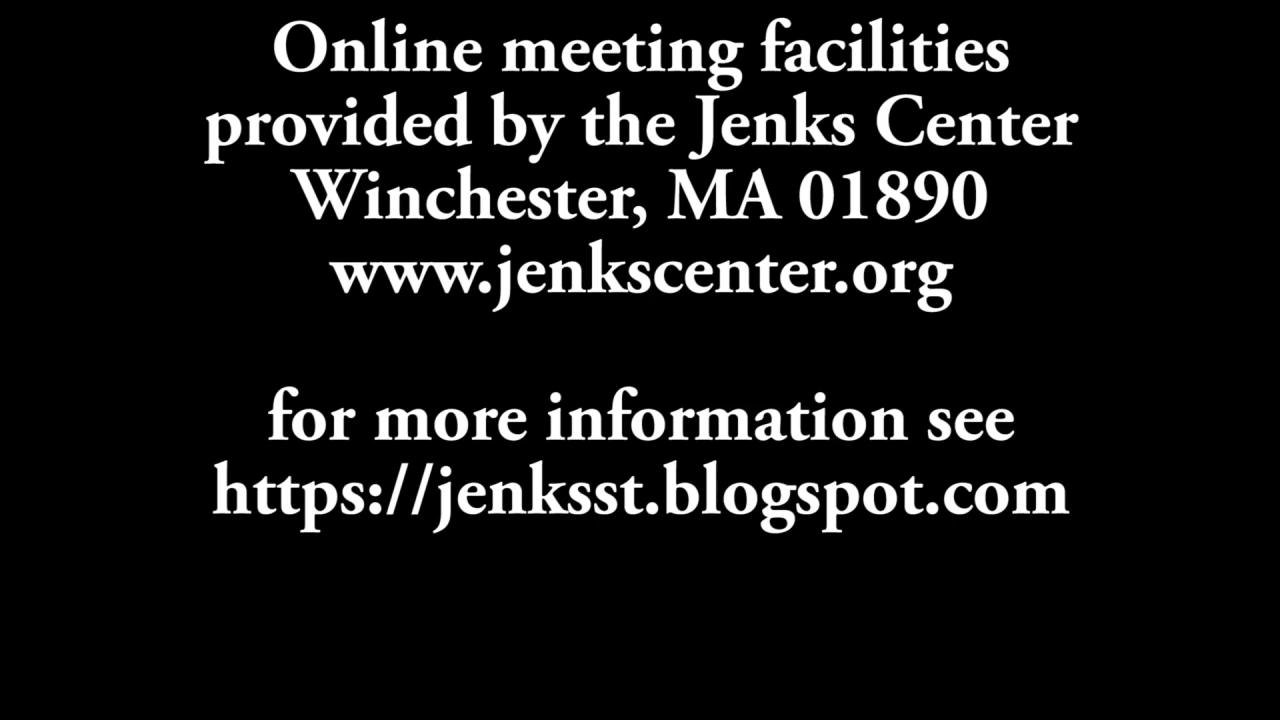 Online meeting facilities
provided by the Jenks Center
Winchester, MA 01890
www.jenkscenter.org
for more information see
https://jenksst.blogspot.com